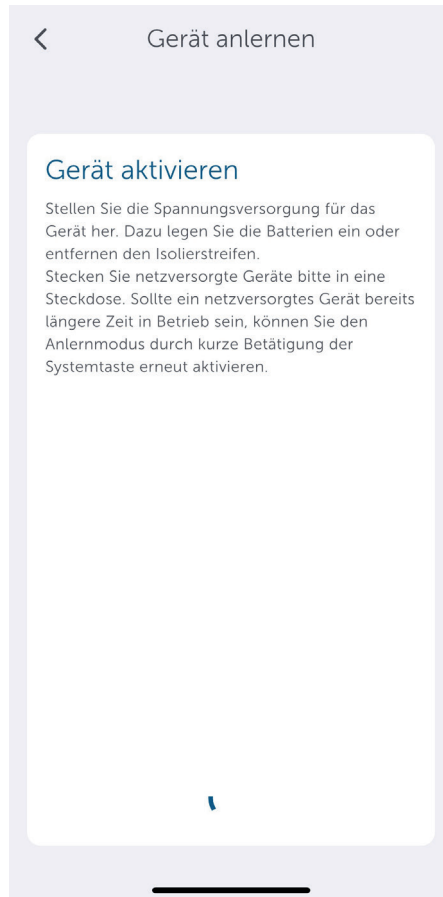 Gerät anlernen
Gerät aktivieren
Stellen Sie die Spannungsversorgung für das
Gerät her. Dazu legen Sie die Batterien ein oder
entfernen den Isolierstreifen.
Stecken Sie netzversorgte Geräte bitte in eine
Steckdose. Sollte ein netzversorgtes Gerät bereits
längere Zeit in Betrieb sein, können Sie den
Anlernmodus durch kurze Betätigung der
Systemtaste erneut aktivieren.